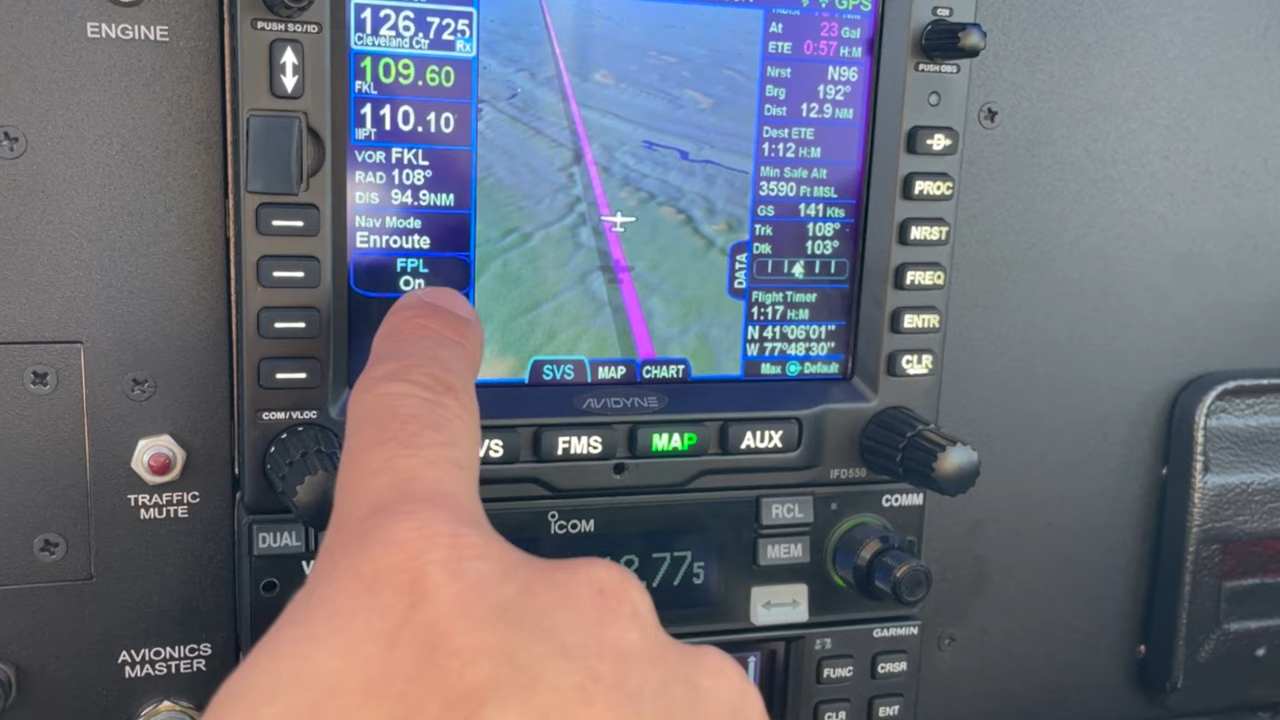 ENGINE
PUSH SQ/ID
126.725
Cleveland Ctr Rx
109.60
FKL
110.10
IIPT
VOR FKL
RAD 108°
DIS 94.9NM
Nav Mode
Enroute
FPL
On
GPS
At 23 Gal
ETE 0:57 H:M
Nrst N96
Brg 192°
Dist 12.9 NM
Dest ETE
1:12 H:M
Min Safe Alt
3590 Ft MSL
GS 141 Kts
Trk 108°
Dtk 103°
DATA
Flight Timer
1:17 H:M
N 41°06'01"
W 77°48'30"
Max Default
SVS MAP CHART
AVIDYNE
PUSH OBS
D
PROC
NRST
FREQ
ENTR
CLR
COM/VLOC
VS
FMS
MAP
AUX
IFD550
TRAFFIC
MUTE
AVIONICS
MASTER
DUAL
ICOM
RCL
MEM
COMM
.775
GARMIN
FUNC
CRSR
CLR
ENT